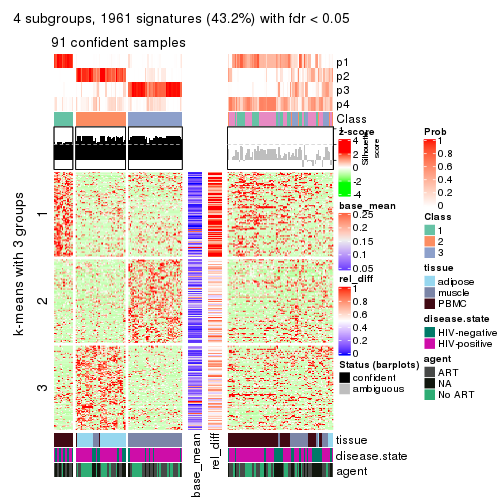 4 subgroups, 1961 signatures (43.2%) with fdr < 0.05
91 confident samples
p1
p2
p3
p4
Class
Silhouette
score
k-means with 3 groups
1
2
3
base_mean
rel_diff
tissue
disease.state
agent
z-score
4
2
0
-2
-4
base_mean
0.25
0.2
0.15
0.1
0.05
rel_diff
1
0.8
0.6
0.4
0.2
0
Status (barplots)
confident
ambiguous
Prob
1
0.8
0.6
0.4
0.2
0
Class
1
2
3
tissue
adipose
muscle
PBMC
disease.state
HIV-negative
HIV-positive
agent
ART
NA
No ART